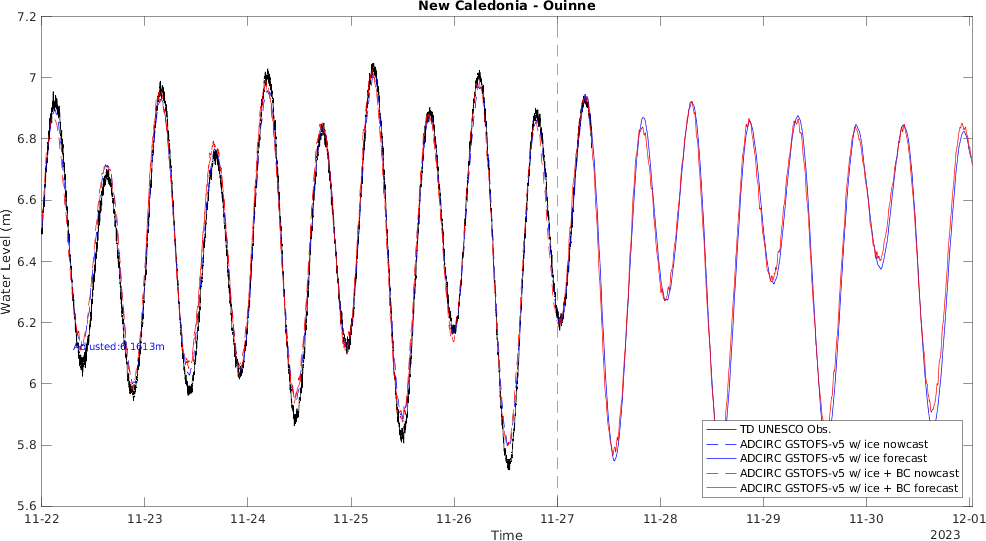 New Caledonia - Ouinne
7.2
7
6.8
6.6
6.4
6.2
6
5.8
5.6
Water Level (m)
Adjusted:6.1613m
TD UNESCO Obs.
ADCIRC GSTOFS-v5 w/ ice nowcast
ADCIRC GSTOFS-v5 w/ ice forecast
ADCIRC GSTOFS-v5 w/ ice + BC nowcast
ADCIRC GSTOFS-v5 w/ ice + BC forecast
11-22 11-23 11-24 11-25 11-26 11-27 11-28 11-29 11-30 12-01
Time
2023